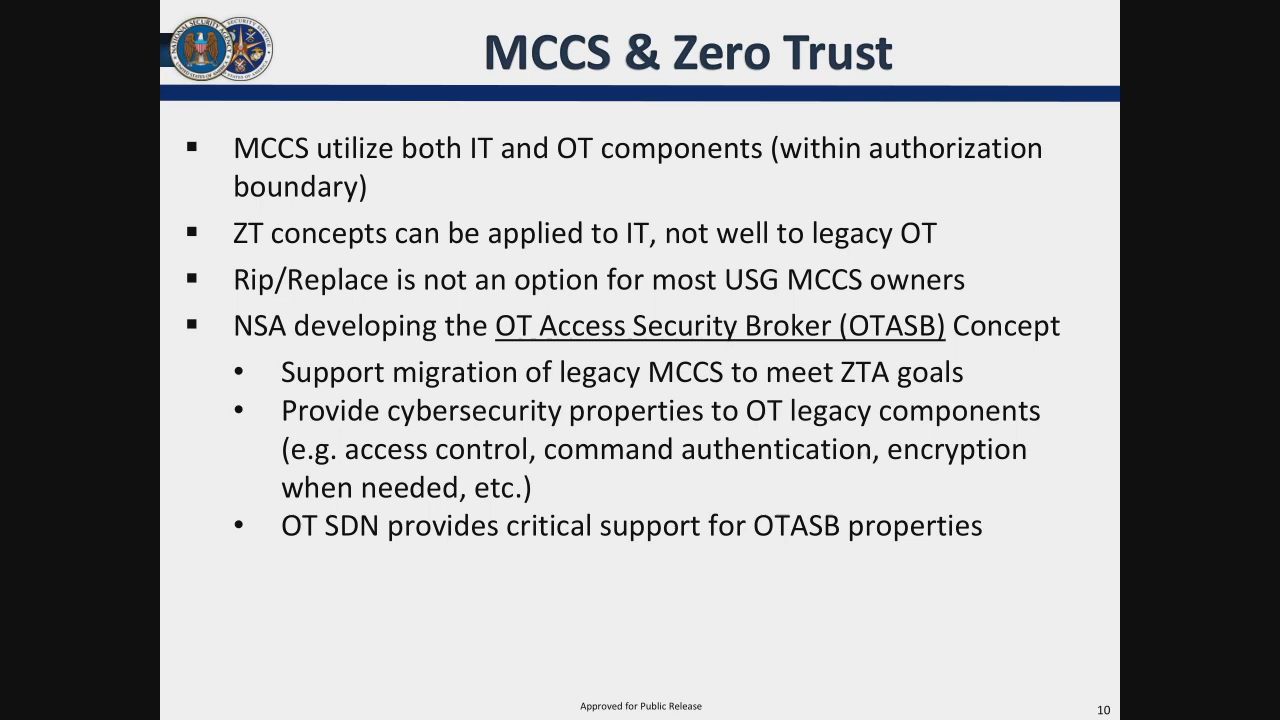 MCCS & Zero Trust
▪ MCCS utilize both IT and OT components (within authorization
boundary)
▪ ZT concepts can be applied to IT, not well to legacy OT
▪ Rip/Replace is not an option for most USG MCCS owners
▪ NSA developing the OT Access Security Broker (OTASB) Concept
• Support migration of legacy MCCS to meet ZTA goals
• Provide cybersecurity properties to OT legacy components
(e.g. access control, command authentication, encryption
when needed, etc.)
• OT SDN provides critical support for OTASB properties
Approved for Public Release
10